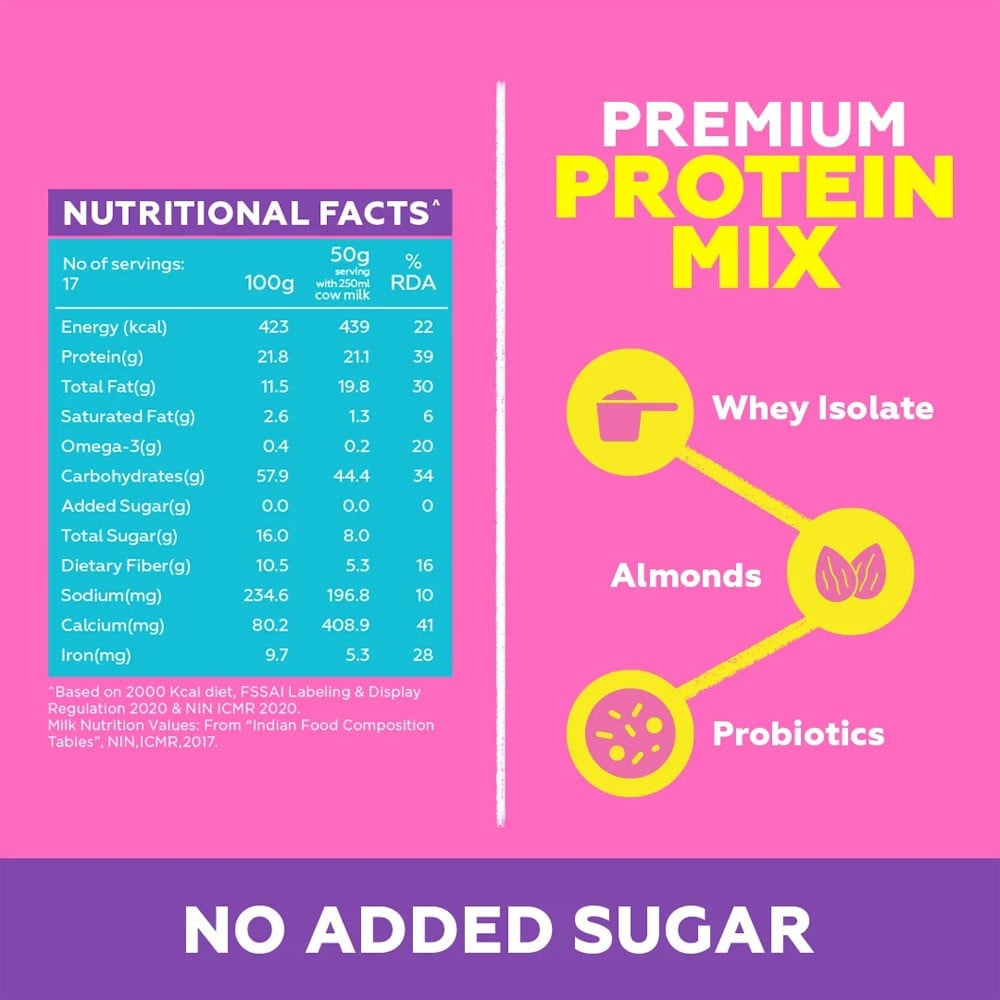 NUTRITIONAL FACTS^
No of servings:
17
100g
50g
serving
with 250ml
cow milk
%
RDA
Energy (kcal) 423 439 22
Protein(g) 21.8 21.1 39
Total Fat(g) 11.5 19.8 30
Saturated Fat(g) 2.6 1.3 6
Omega-3(g) 0.4 0.2 20
Carbohydrates(g) 57.9 44.4 34
Added Sugar(g) 0.0 0.0 0
Total Sugar(g) 16.0 8.0
Dietary Fiber(g) 10.5 5.3 16
Sodium(mg) 234.6 196.8 10
Calcium(mg) 80.2 408.9 41
Iron(mg) 9.7 5.3 28
^Based on 2000 Kcal diet, FSSAI Labeling & Display
Regulation 2020 & NIN ICMR 2020.
Milk Nutrition Values: From “Indian Food Composition
Tables”, NIN,ICMR,2017.
PREMIUM
PROTEIN
MIX
Whey Isolate
Almonds
Probiotics
NO ADDED SUGAR